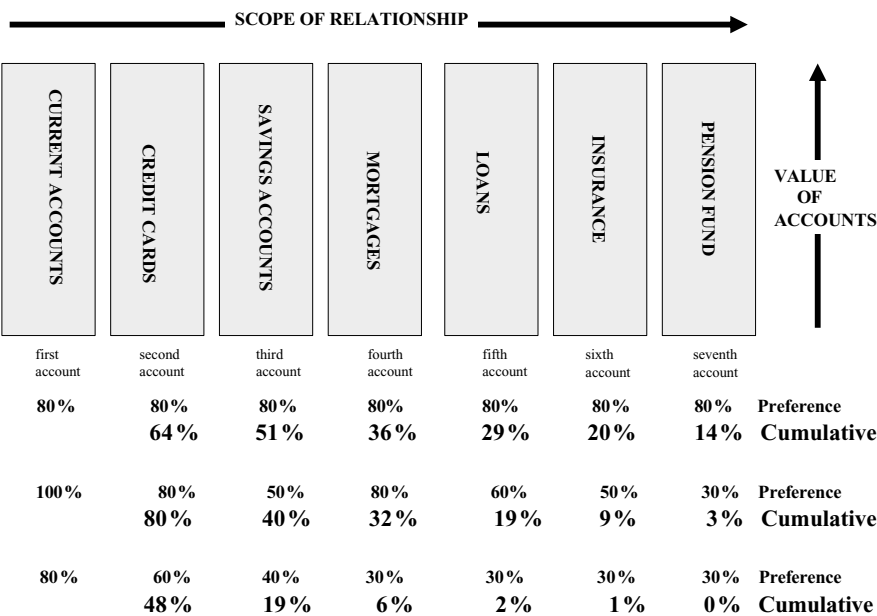 SCOPE OF RELATIONSHIP
CURRENT ACCOUNTS
CREDIT CARDS
SAVINGS ACCOUNTS
MORTGAGES
LOANS
INSURANCE
PENSION FUND
VALUE
OF
ACCOUNTS
first second third fourth fifth sixth seventh
account account account account account account account
80% 80% 80% 80% 80% 80% 80% Preference
64% 51% 36% 29% 20% 14% Cumulative
100% 80% 50% 80% 60% 50% 30% Preference
80% 40% 32% 19% 9% 3% Cumulative
80% 60% 40% 30% 30% 30% 30% Preference
48% 19% 6% 2% 1% 0% Cumulative